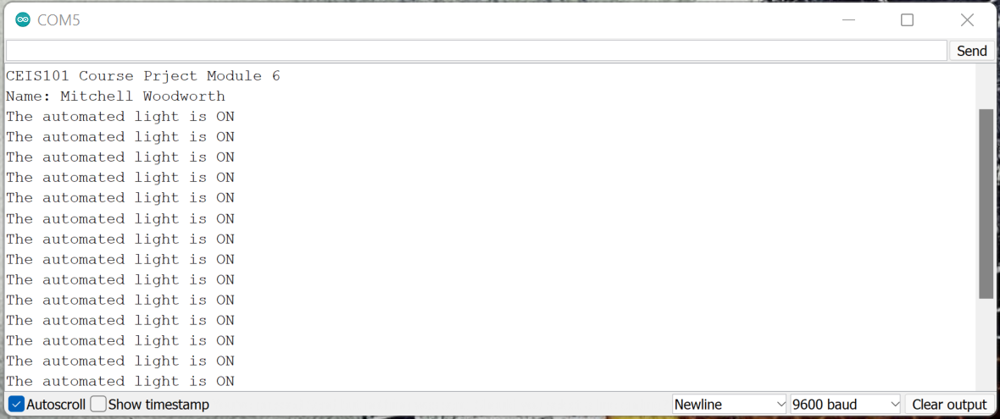 COM5
Send
CEIS101 Course Prject Module 6
Name: Mitchell Woodworth
The automated light is ON
The automated light is ON
The automated light is ON
The automated light is ON
The automated light is ON
The automated light is ON
The automated light is ON
The automated light is ON
The automated light is ON
The automated light is ON
The automated light is ON
The automated light is ON
The automated light is ON
The automated light is ON
Autoscroll Show timestamp Newline 9600 baud Clear output